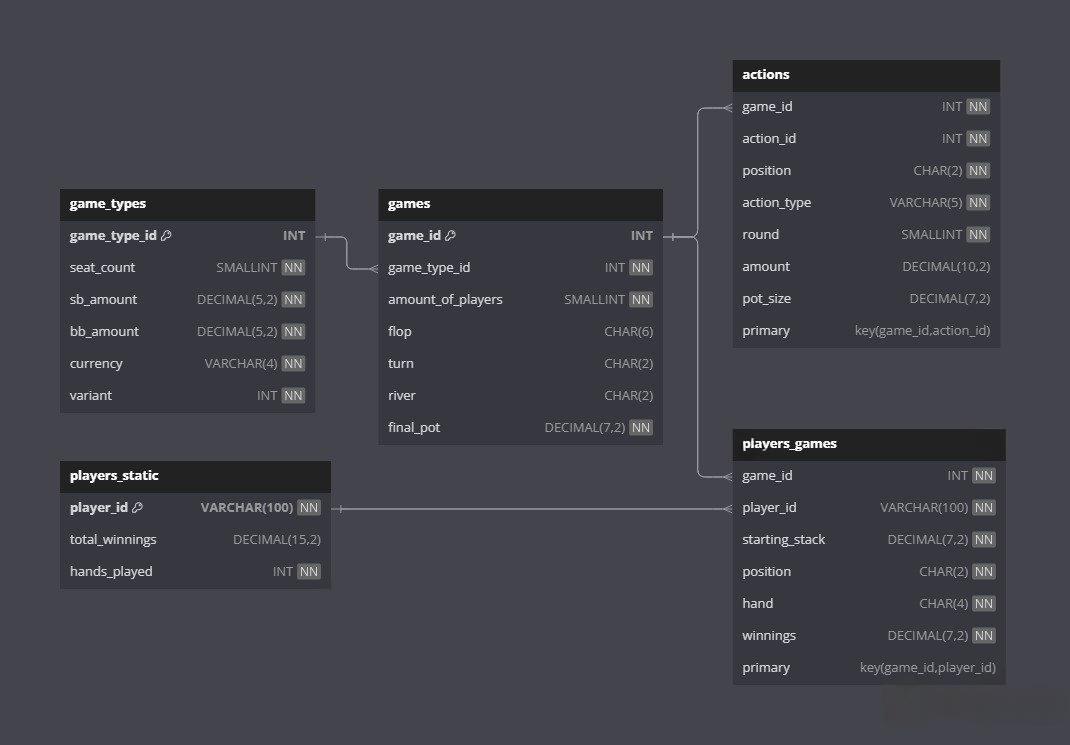 actions
game_id INT NN
action_id INT NN
position CHAR(2) NN
action_type VARCHAR(5) NN
round SMALLINT NN
amount DECIMAL(10,2)
pot_size DECIMAL(7,2)
primary key(game_id,action_id)
game_types
game_type_id INT
seat_count SMALLINT NN
sb_amount DECIMAL(5,2) NN
bb_amount DECIMAL(5,2) NN
currency VARCHAR(4) NN
variant INT NN
games
game_id INT
game_type_id INT NN
amount_of_players SMALLINT NN
flop CHAR(6)
turn CHAR(2)
river CHAR(2)
final_pot DECIMAL(7,2) NN
players_static
player_id VARCHAR(100) NN
total_winnings DECIMAL(15,2)
hands_played INT NN
players_games
game_id INT NN
player_id VARCHAR(100) NN
starting_stack DECIMAL(7,2) NN
position CHAR(2) NN
hand CHAR(4) NN
winnings DECIMAL(7,2) NN
primary key(game_id,player_id)